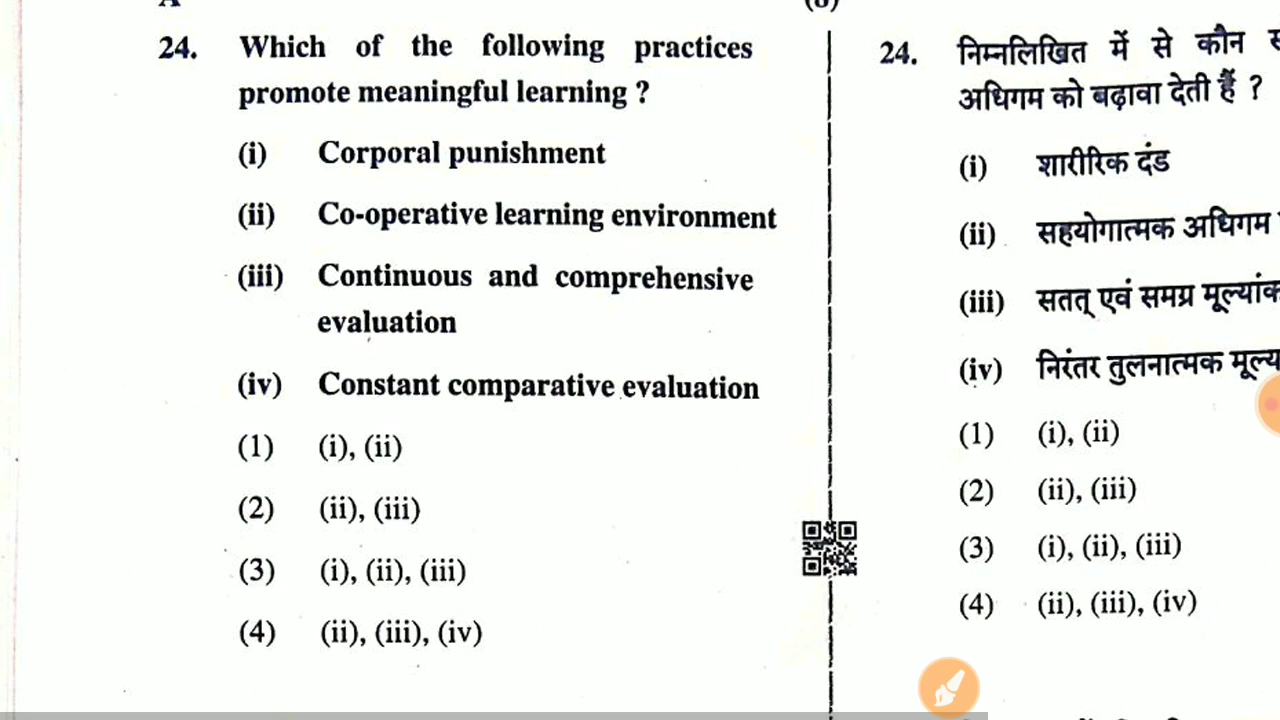 24. Which of the following practices
promote meaningful learning ?
(i) Corporal punishment
(ii) Co-operative learning environment
(iii) Continuous and comprehensive
evaluation
(iv) Constant comparative evaluation
(1) (i), (ii)
(2) (ii), (iii)
(3) (i), (ii), (iii)
(4) (ii), (iii), (iv)
24. निम्नलिखित में से कौन
अधिगम को बढ़ावा देती हैं ?
(i) शारीरिक दंड
(ii) सहयोगात्मक अधिगम
(iii) सतत् एवं समग्र
(iv) निरंतर तुलनात्मक
(1) (i), (ii)
(2) (ii), (iii)
(3) (i), (ii), (iii)
(4) (ii), (iii), (iv)